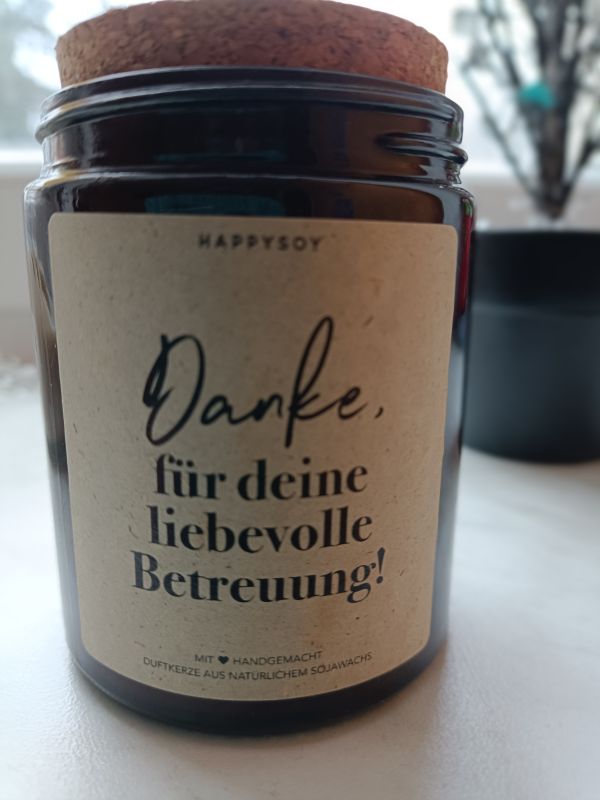 HAPPYSOY
Danke,
für deine
liebevolle
Betreuung!
MIT ♥ HANDGEMACHT
DUFTKERZE AUS NATÜRLICHEM SOJAWACHS